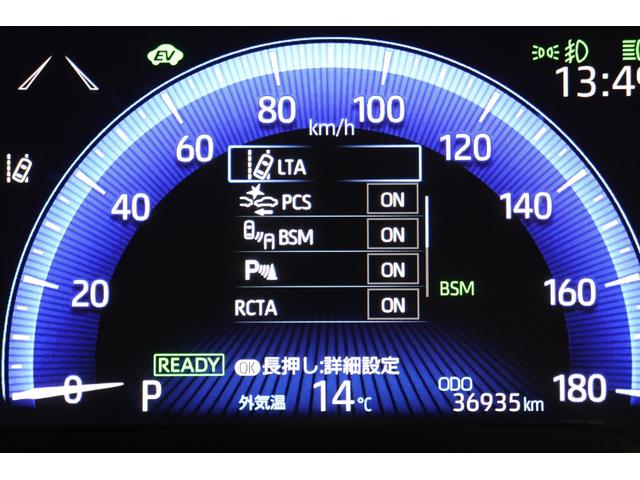 EV
13:49
80 100
60 km/h 120
LTA
PCS ON
40 140
BSM ON
P ON
20 BSM 160
RCTA ON
READY OK 長押し:詳細設定
0 P 外気温 14℃ ODO 36935km 180